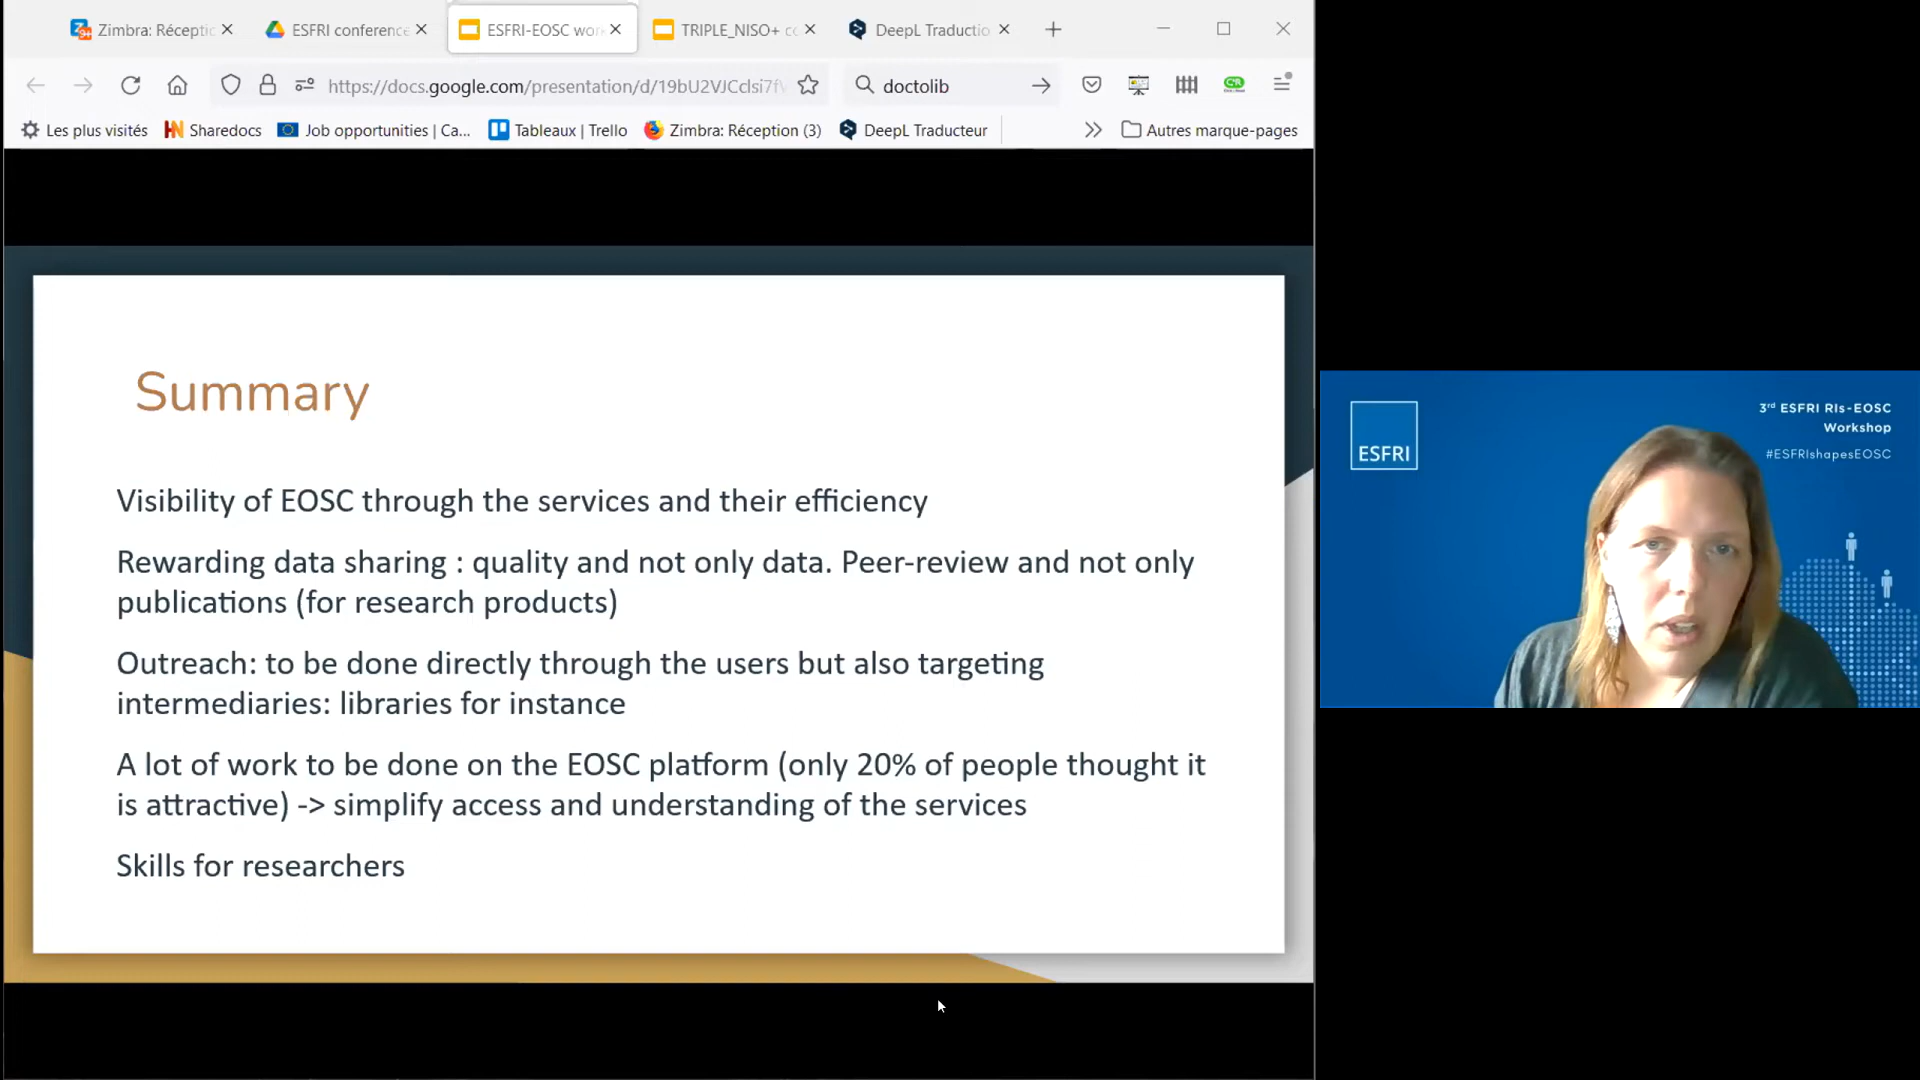 Zimbra: Réceptic
ESFRI conference
ESFRI-EOSC wor
TRIPLE_NISO+ co
DeepL Traductio
https://docs.google.com/presentation/d/19bU2VJCclsi7f
doctolib
Les plus visités
Sharedocs
Job opportunities | Ca...
Tableaux | Trello
Zimbra: Réception (3)
DeepL Traducteur
Autres marque-pages
Summary
Visibility of EOSC through the services and their efficiency
Rewarding data sharing : quality and not only data. Peer-review and not only
publications (for research products)
Outreach: to be done directly through the users but also targeting
intermediaries: libraries for instance
A lot of work to be done on the EOSC platform (only 20% of people thought it
is attractive) -> simplify access and understanding of the services
Skills for researchers
ESFRI
3rd ESFRI RIs-EOSC
Workshop
#ESFRIshapesEOSC